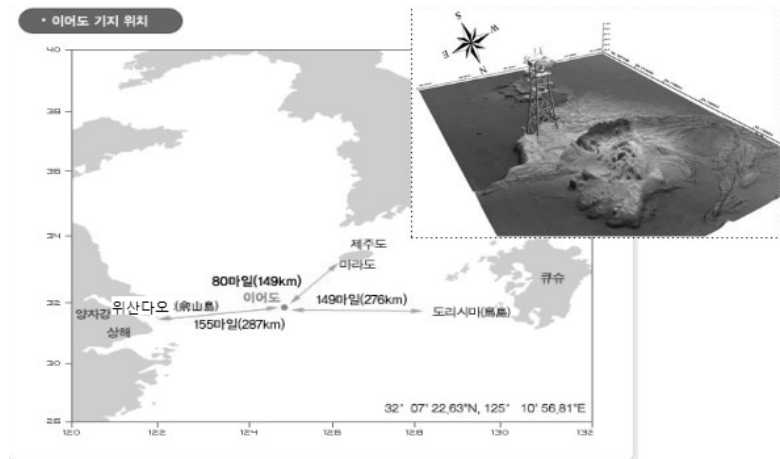 • 이어도 기지 위치
S
W
E
N
40
38
36
34
32
30
28
제주도
마라도
80마일(149km)
이어도
149마일(276km)
큐슈
양자강
위산다오 (佘山島)
도리시마(鳥島)
155마일(287km)
상해
32° 07' 22,63"N, 125° 10' 56,81"E
120 122 124 126 128 130 132